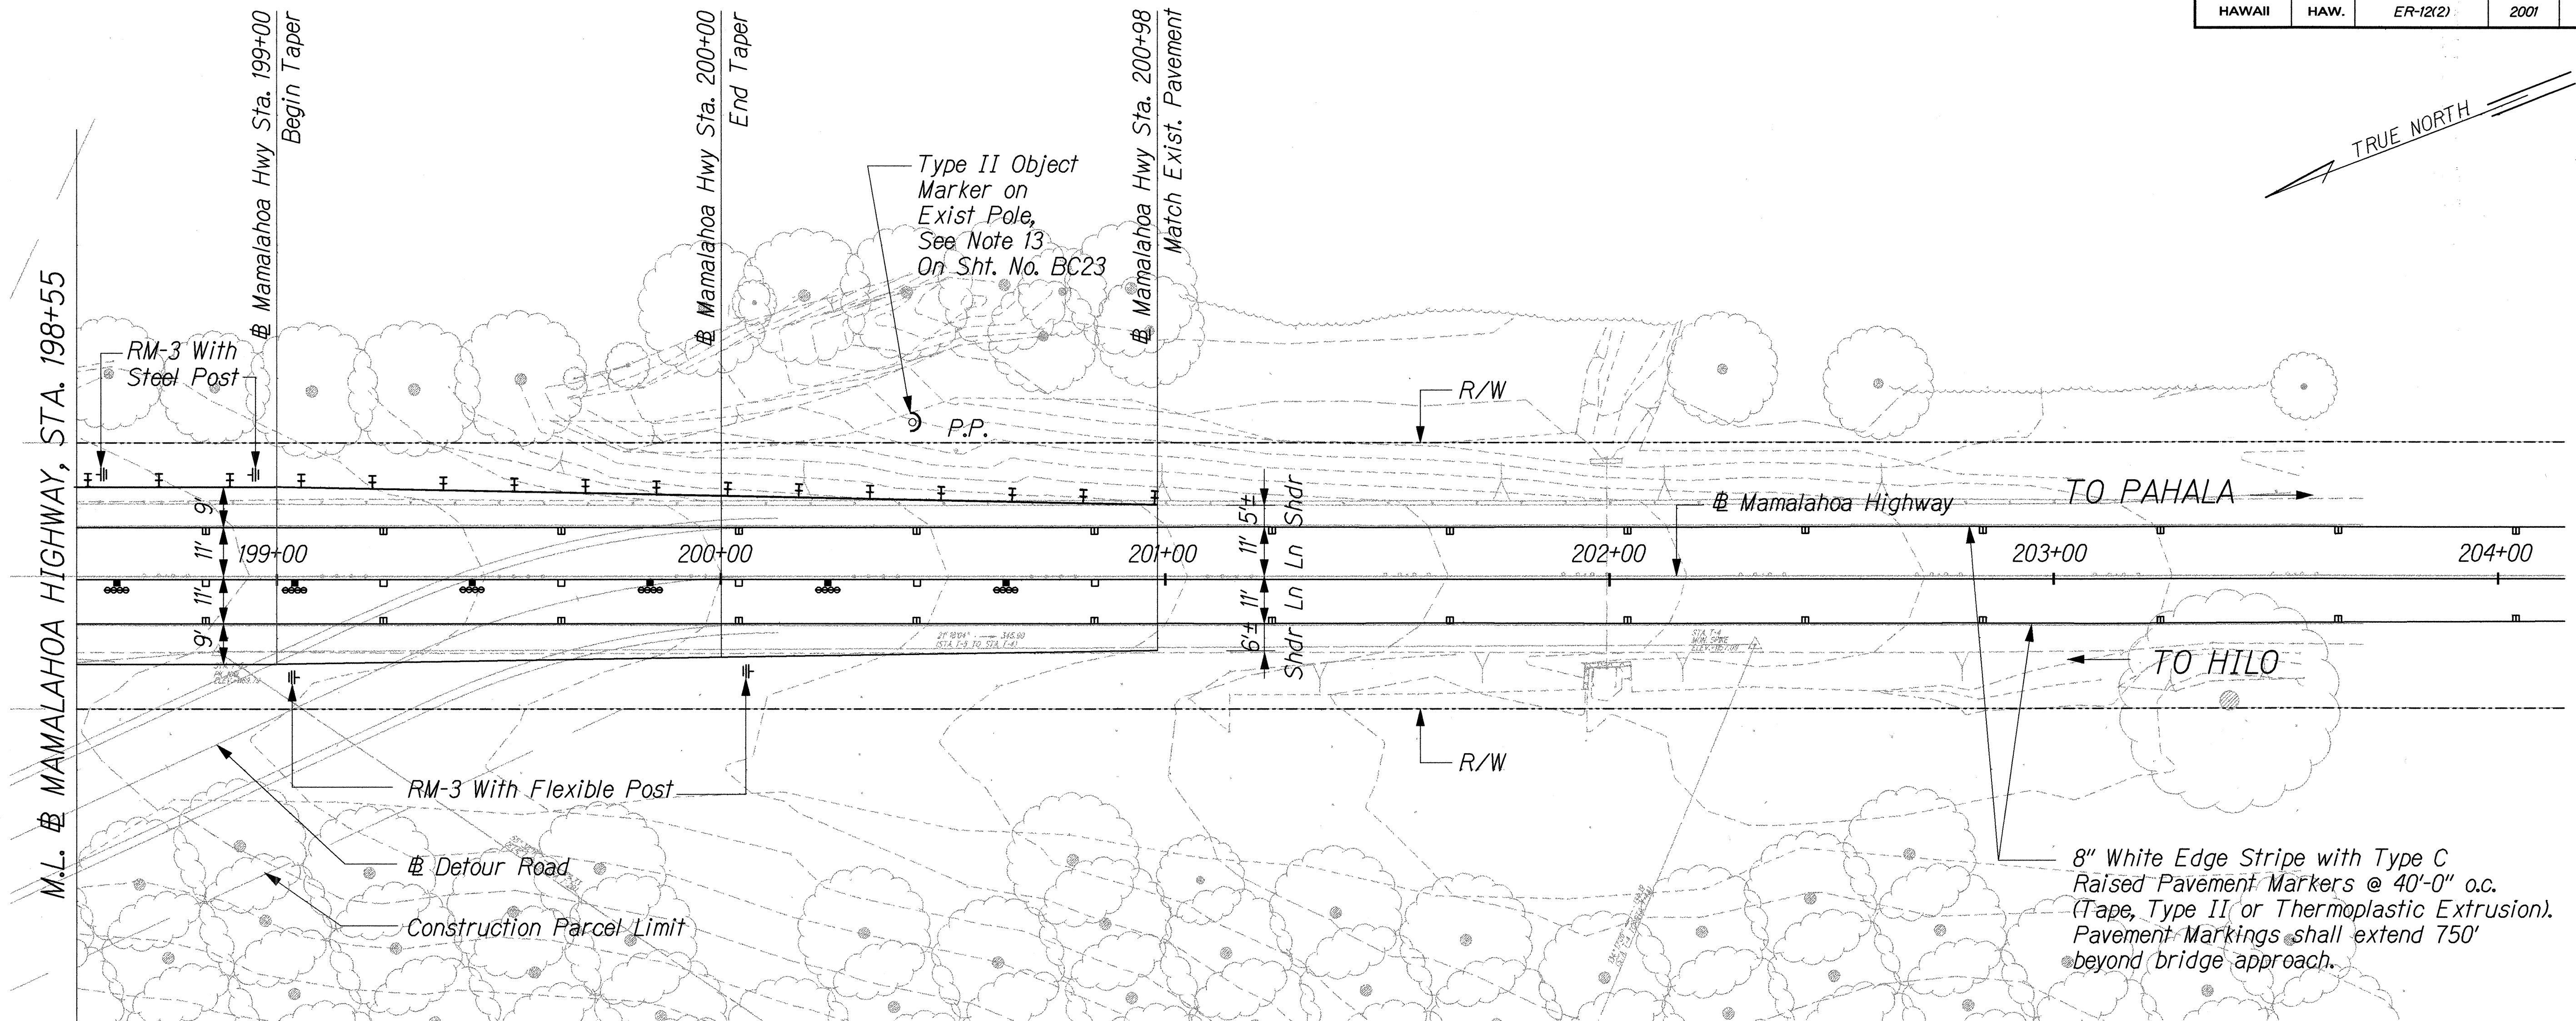 HAWAII HAW. ER-12(2) 2001
TRUE NORTH
M.L. ⅊ MAMALAHOA HIGHWAY, STA. 198+55
⅊ Mamalahoa Hwy Sta. 199+00
Begin Taper
⅊ Mamalahoa Hwy Sta. 200+00
End Taper
⅊ Mamalahoa Hwy Sta. 200+98
Match Exist. Pavement
Type II Object
Marker on
Exist Pole,
See Note 13
On Sht. No. BC23
RM-3 With
Steel Post
P.P.
R/W
TO PAHALA
⅊ Mamalahoa Highway
9'
11'
11'
9'
5'±
Shdr
11'
Ln
11'
Ln
6'±
Shdr
199+00
200+00
201+00
202+00
203+00
204+00
TO HILO
R/W
RM-3 With Flexible Post
⅊ Detour Road
Construction Parcel Limit
8" White Edge Stripe with Type C
Raised Pavement Markers @ 40'-0" o.c.
(Tape, Type II or Thermoplastic Extrusion).
Pavement Markings shall extend 750'
beyond bridge approach.